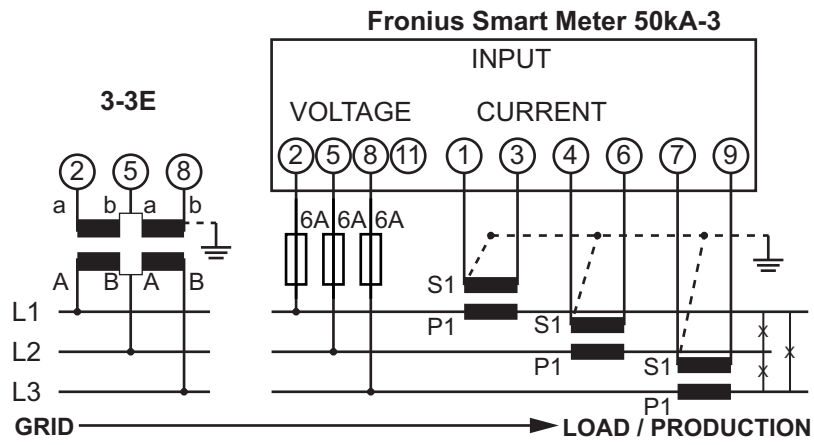 Fronius Smart Meter 50kA-3
INPUT
3-3E
VOLTAGE CURRENT
2 5 8 11 1 3 4 6 7 9
2 5 8
a b a b
6A 6A 6A
A B A B
S1
L1
P1 S1
L2
P1 S1
L3
P1
GRID LOAD / PRODUCTION
x
x
x